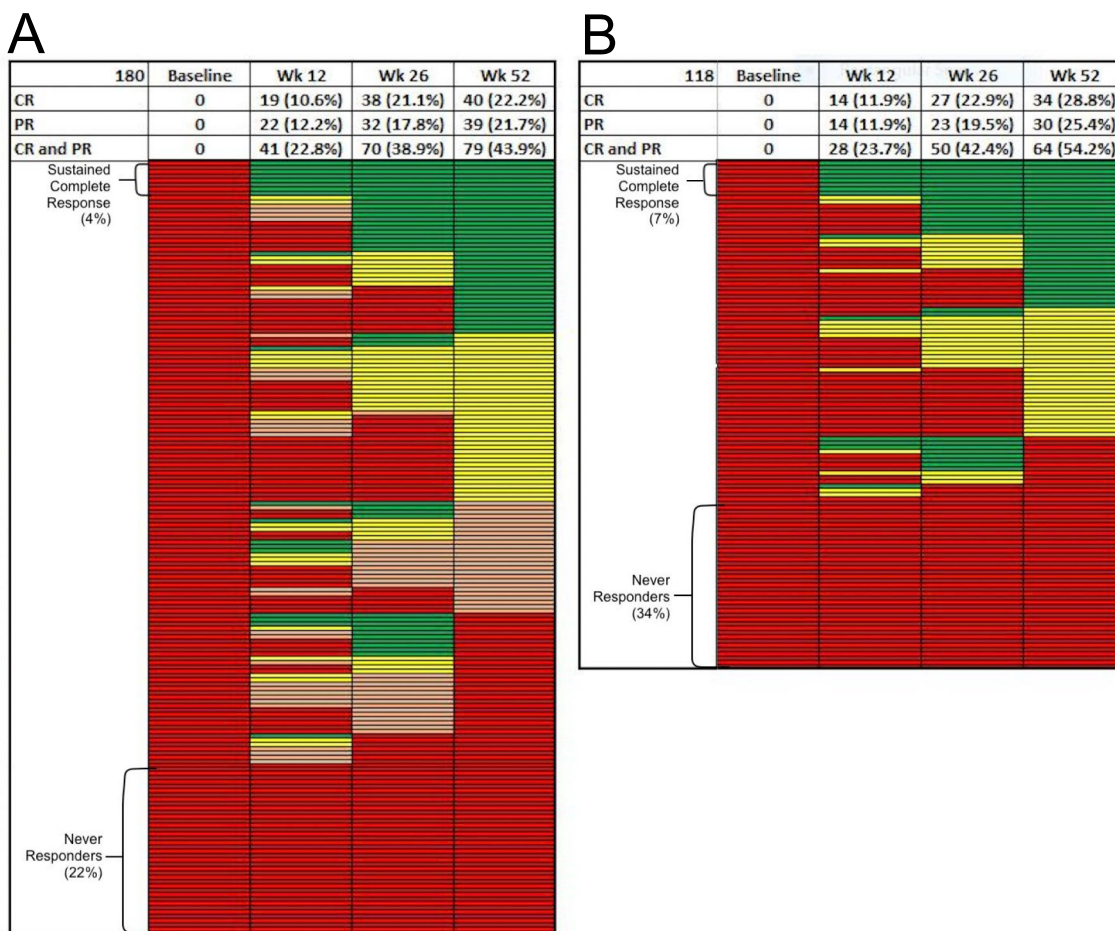 A
180 Baseline Wk 12 Wk 26 Wk 52
CR 0 19 (10.6%) 38 (21.1%) 40 (22.2%)
PR 0 22 (12.2%) 32 (17.8%) 39 (21.7%)
CR and PR 0 41 (22.8%) 70 (38.9%) 79 (43.9%)
Sustained
Complete
Response
(4%)
Never
Responders
(22%)
B
118 Baseline Wk 12 Wk 26 Wk 52
CR 0 14 (11.9%) 27 (22.9%) 34 (28.8%)
PR 0 14 (11.9%) 23 (19.5%) 30 (25.4%)
CR and PR 0 28 (23.7%) 50 (42.4%) 64 (54.2%)
Sustained
Complete
Response
(7%)
Never
Responders
(34%)